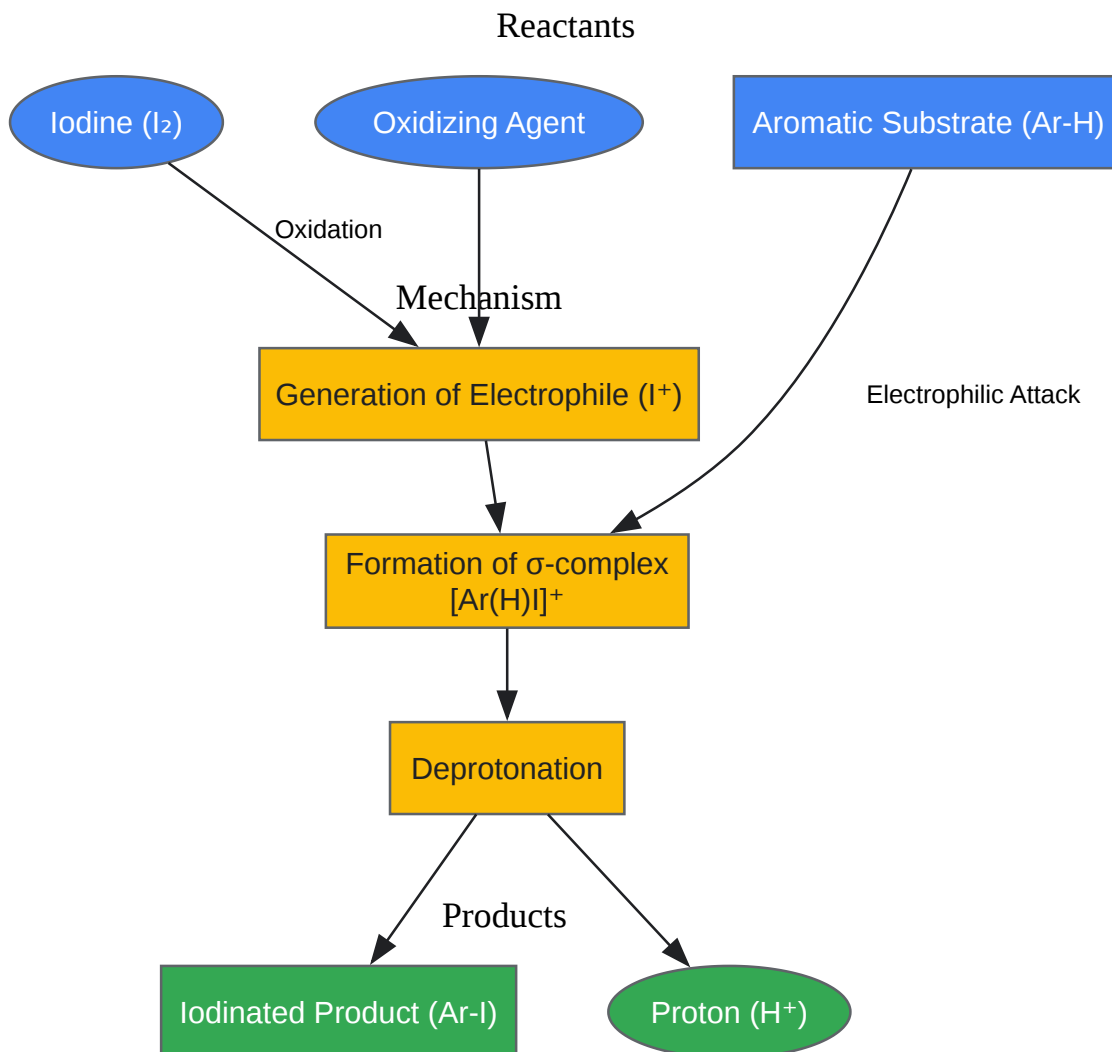 Reactants
Iodine (I₂)
Oxidizing Agent
Aromatic Substrate (Ar-H)
Oxidation
Mechanism
Generation of Electrophile (I⁺)
Electrophilic Attack
Formation of σ-complex
[Ar(H)I]⁺
Deprotonation
Products
Iodinated Product (Ar-I)
Proton (H⁺)